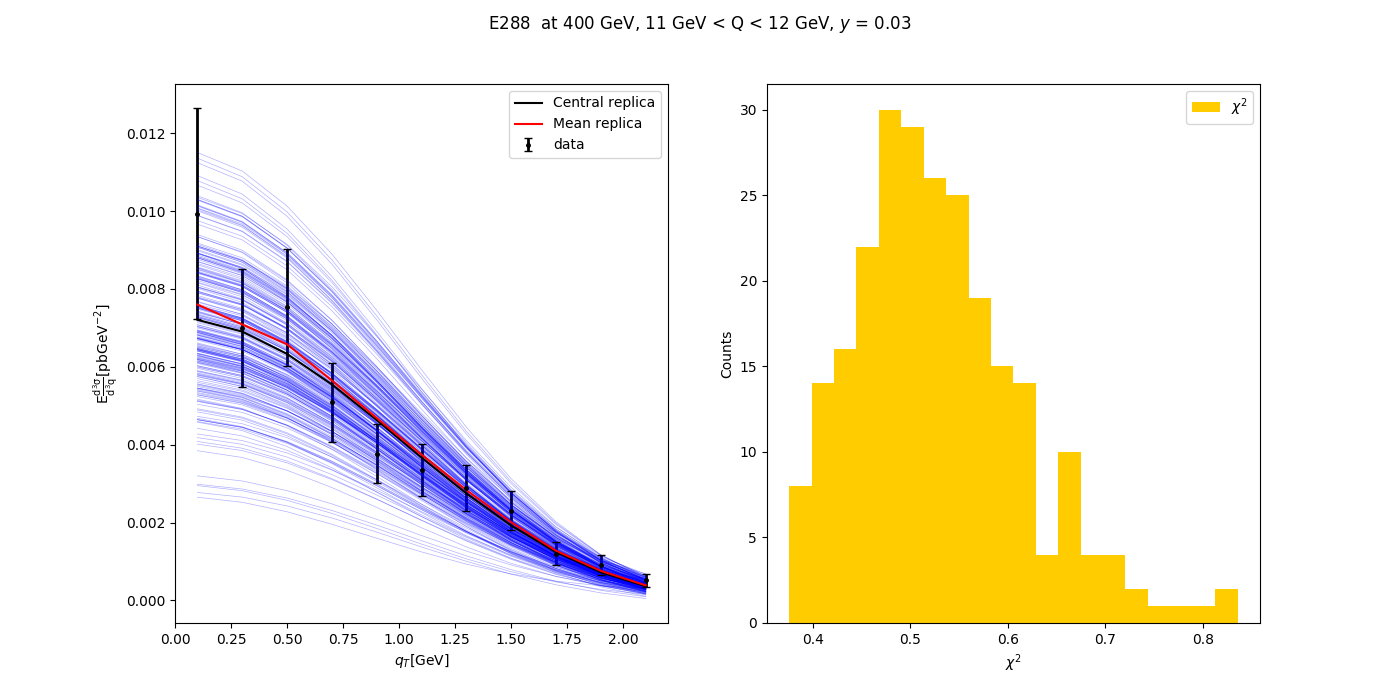 E288  at 400 GeV, 11 GeV < Q < 12 GeV, y = 0.03
Central replica
Mean replica
data
0.012
0.010
0.008
0.006
0.004
0.002
0.000
E d³σ/d³q [pbGeV⁻²]
0.00 0.25 0.50 0.75 1.00 1.25 1.50 1.75 2.00
q_T[GeV]
χ²
30
25
20
15
10
5
0
Counts
0.4 0.5 0.6 0.7 0.8
χ²